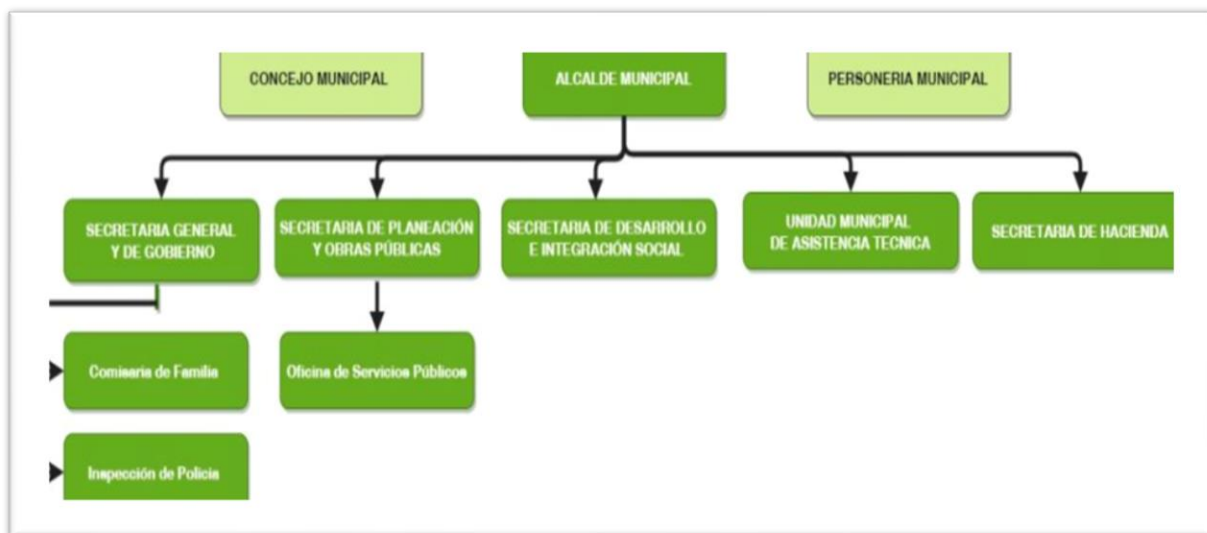 CONCEJO MUNICIPAL
ALCALDE MUNICIPAL
PERSONERIA MUNICIPAL
SECRETARIA GENERAL
Y DE GOBIERNO
SECRETARIA DE PLANEACIÓN
Y OBRAS PÚBLICAS
SECRETARIA DE DESARROLLO
E INTEGRACIÓN SOCIAL
UNIDAD MUNICIPAL
DE ASISTENCIA TECNICA
SECRETARIA DE HACIENDA
Comisaria de Familia
Oficina de Servicios Públicos
Inspección de Policia